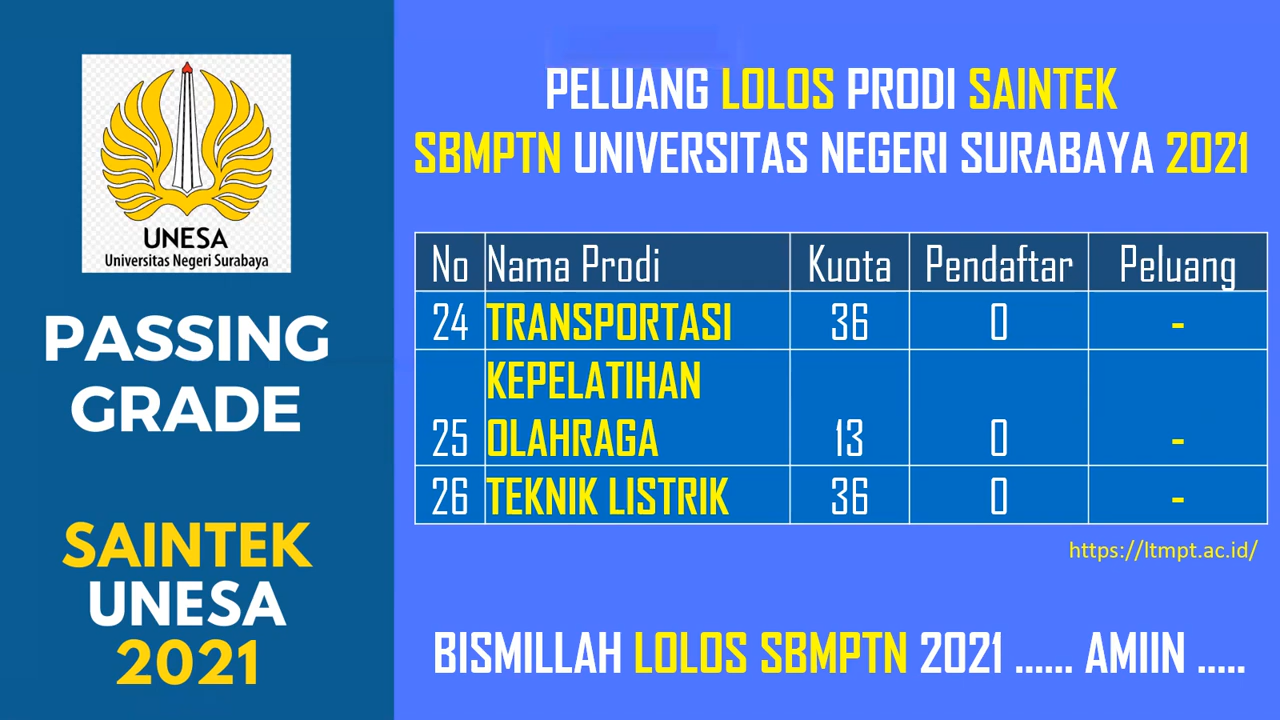 UNESA
Universitas Negeri Surabaya
PASSING
GRADE
SAINTEK
UNESA
2021
PELUANG LOLOS PRODI SAINTEK
SBMPTN UNIVERSITAS NEGERI SURABAYA 2021
No Nama Prodi Kuota Pendaftar Peluang
24 TRANSPORTASI 36 0 -
KEPELATIHAN
25 OLAHRAGA 13 0 -
26 TEKNIK LISTRIK 36 0 -
https://ltmpt.ac.id/
BISMILLAH LOLOS SBMPTN 2021 ...... AMIIN .....